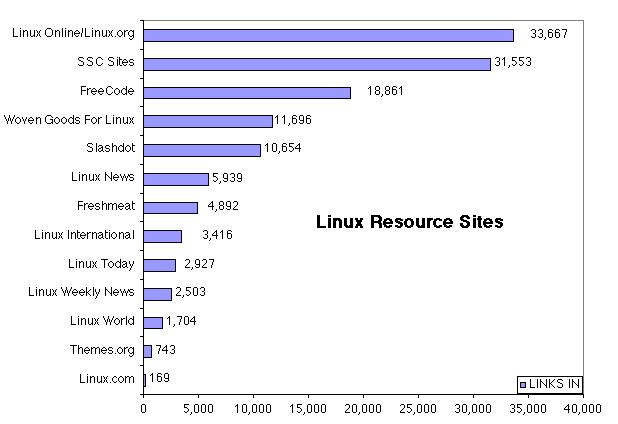 Linux Online/Linux.org 33,667
SSC Sites 31,553
FreeCode 18,861
Woven Goods For Linux 11,696
Slashdot 10,654
Linux News 5,939
Freshmeat 4,892
Linux Resource Sites
Linux International 3,416
Linux Today 2,927
Linux Weekly News 2,503
Linux World 1,704
Themes.org 743
Linux.com 169
LINKS IN
0 5,000 10,000 15,000 20,000 25,000 30,000 35,000 40,000